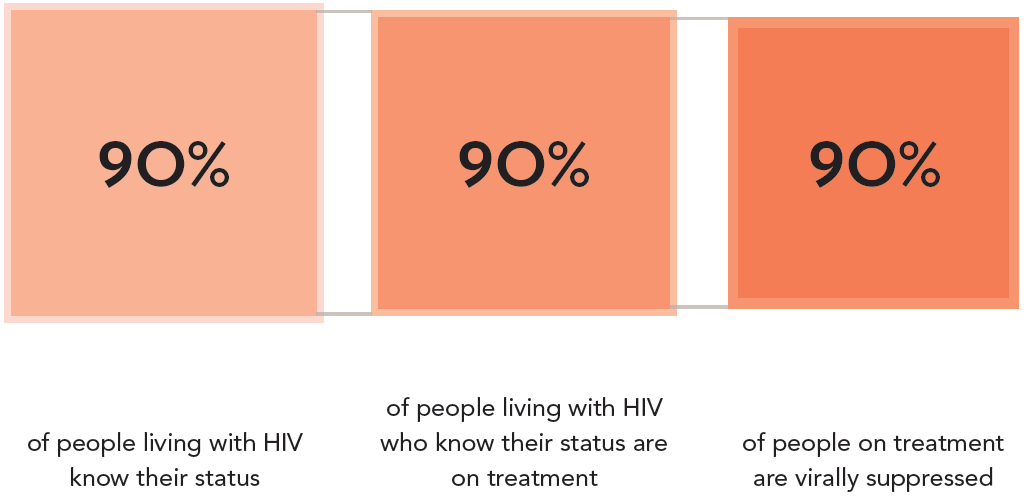 90%
of people living with HIV
know their status
90%
of people living with HIV
who know their status are
on treatment
90%
of people on treatment
are virally suppressed